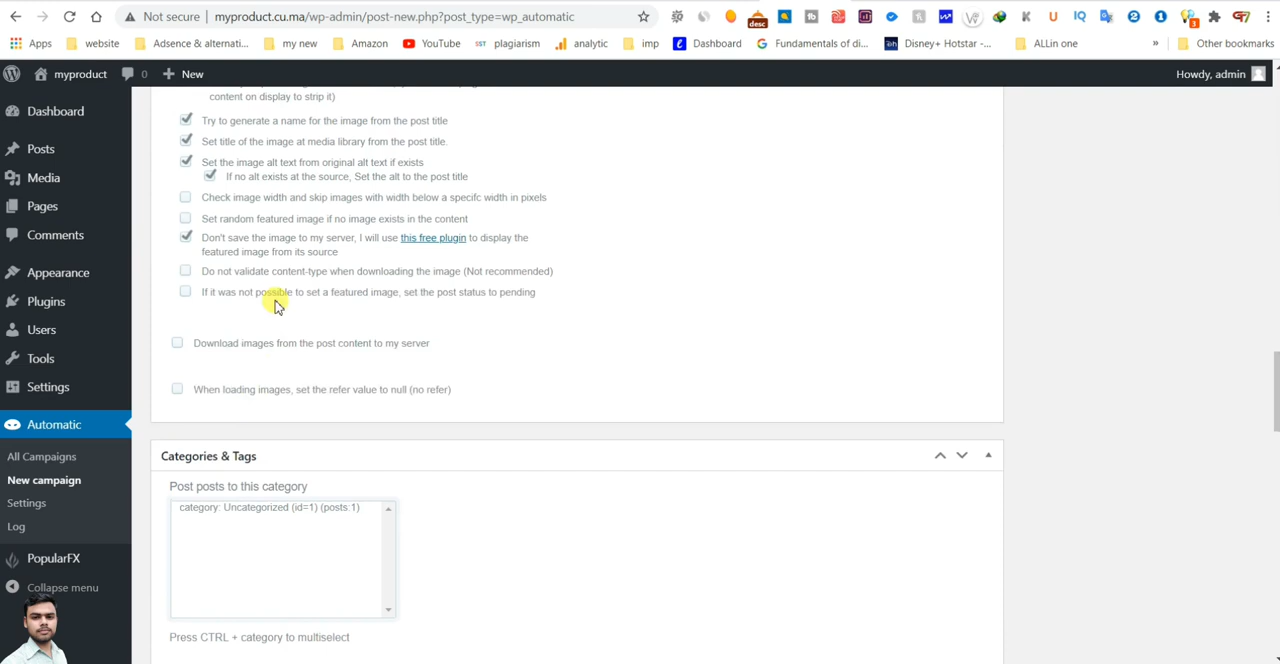 Not secure | myproduct.cu.ma/wp-admin/post-new.php?post_type=wp_automatic
desc
3
Apps website Adsence & alternati... my new Amazon YouTube SST plagiarism analytic imp Dashboard Fundamentals of di... Disney+ Hotstar -... ALLin one » Other bookmarks
myproduct 0 New Howdy, admin
Dashboard
Posts
Media
Pages
Comments
Appearance
Plugins
Users
Tools
Settings
Automatic
All Campaigns
New campaign
Settings
Log
PopularFX
Collapse menu
content on display to strip it)
Try to generate a name for the image from the post title
Set title of the image at media library from the post title.
Set the image alt text from original alt text if exists
If no alt exists at the source, Set the alt to the post title
Check image width and skip images with width below a specifc width in pixels
Set random featured image if no image exists in the content
Don't save the image to my server, I will use this free plugin to display the
featured image from its source
Do not validate content-type when downloading the image (Not recommended)
If it was not possible to set a featured image, set the post status to pending
Download images from the post content to my server
When loading images, set the refer value to null (no refer)
Categories & Tags
Post posts to this category
category: Uncategorized (id=1) (posts:1)
Press CTRL + category to multiselect